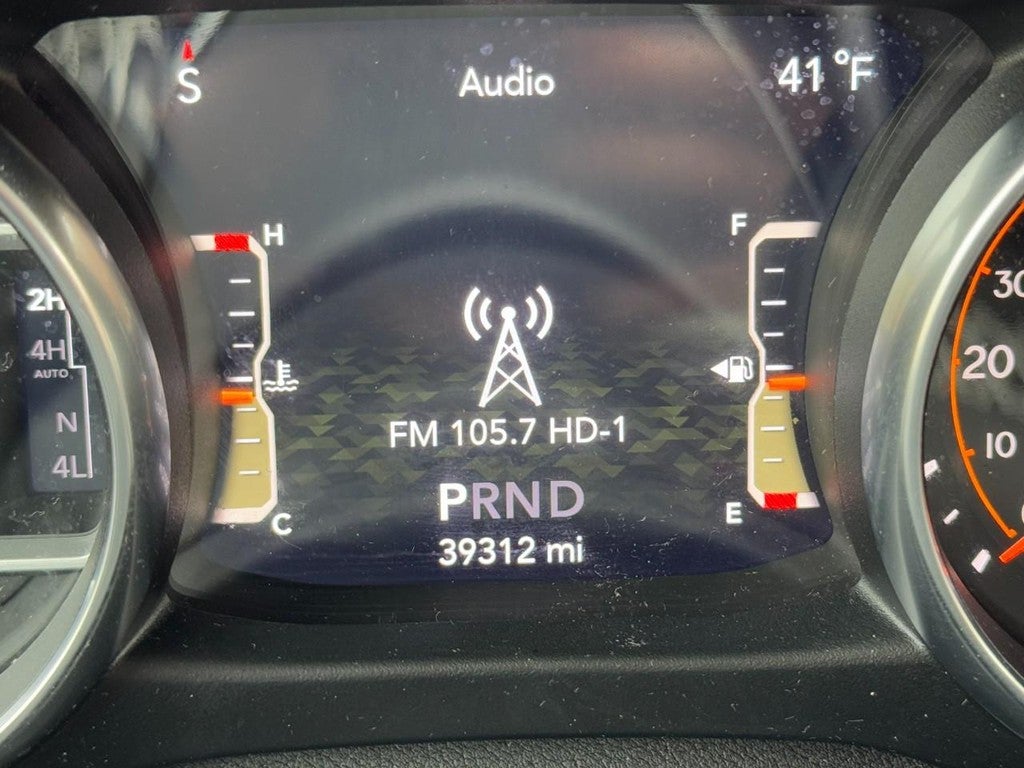 S
Audio
41 °F
H
F
2H
4H
AUTO
N
4L
FM 105.7 HD-1
PRND
39312 mi
C
E
30
20
10